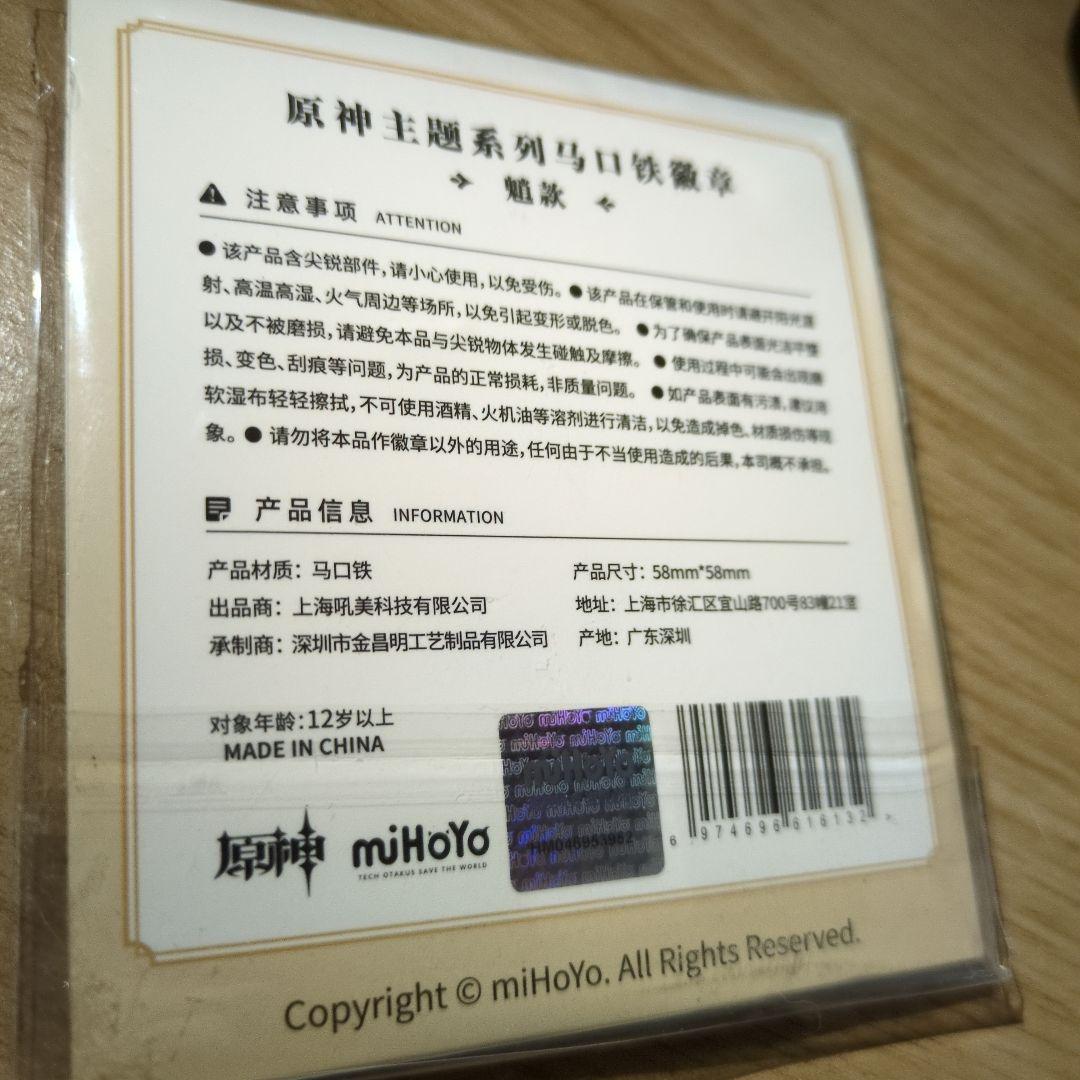 原神主题系列马口铁徽章
魈款
注意事项 ATTENTION
● 该产品含尖锐部件，请小心使用，以免受伤。● 该产品在保管和使用时请避开阳光直
射、高温高湿、火气周边等场所，以免引起变形或脱色。 ● 为了确保产品表面光洁平整
以及不被磨损，请避免本品与尖锐物体发生碰触及摩擦。 ● 使用过程中可能会出现磨
损、变色、刮痕等问题，为产品的正常损耗，非质量问题。 ● 如产品表面有污渍，建议用
软湿布轻轻擦拭，不可使用酒精、火机油等溶剂进行清洁，以免造成掉色、材质损伤等现
象。● 请勿将本品作徽章以外的用途，任何由于不当使用造成的后果，本司概不承担。
产品信息 INFORMATION
产品材质：马口铁 产品尺寸：58mm*58mm
出品商：上海吼美科技有限公司 地址：上海市徐汇区宜山路700号83幢21室
承制商：深圳市金昌明工艺制品有限公司 产地：广东深圳
对象年龄：12岁以上
MADE IN CHINA
原神 miHoYo
TECH OTAKUS SAVE THE WORLD
miHoYo
6 974696 616132 >
Copyright © miHoYo. All Rights Reserved.